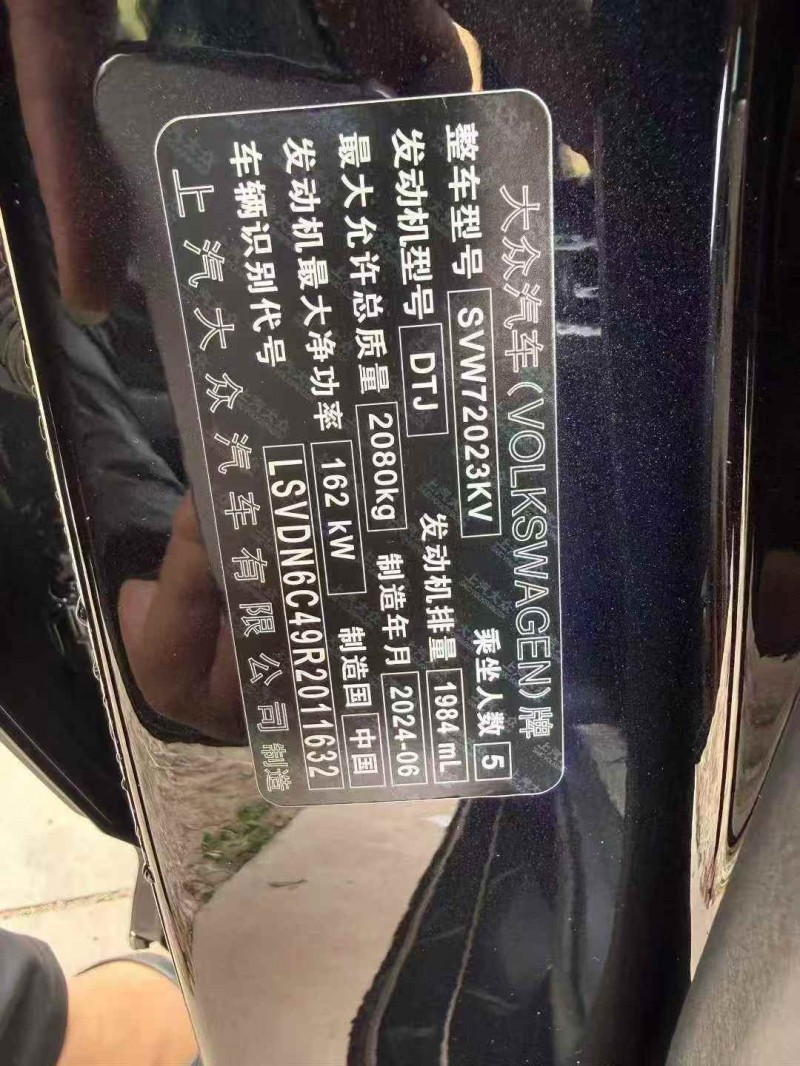 大众汽车(VOLKSWAGEN)牌
整车型号 SVW72023KV 乘坐人数 5
发动机型号 DTJ 发动机排量 1984 mL
最大允许总质量 2080kg 制造年月 2024-06
发动机最大净功率 162 kW 制造国 中国
车辆识别代号 LSVDN6C49R2011632
上汽大众汽车有限公司 制造